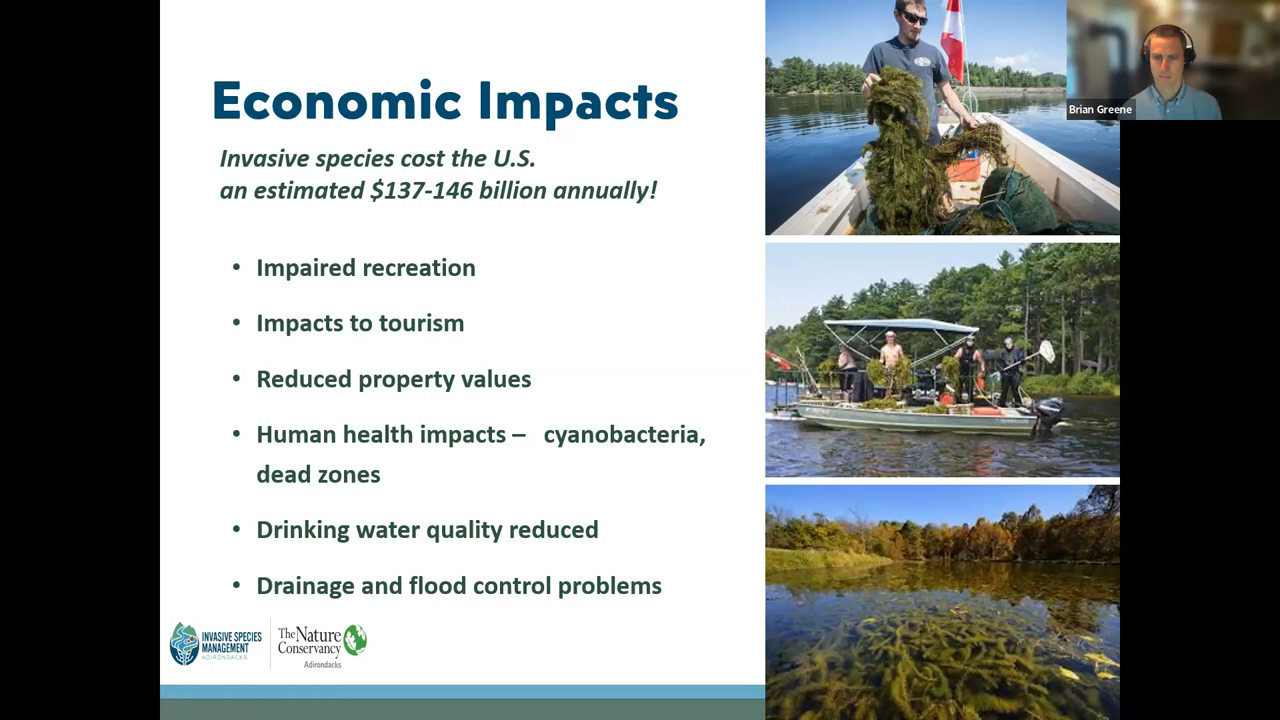 Economic Impacts
Invasive species cost the U.S.
an estimated $137-146 billion annually!
• Impaired recreation
• Impacts to tourism
• Reduced property values
• Human health impacts – cyanobacteria,
dead zones
• Drinking water quality reduced
• Drainage and flood control problems
INVASIVE SPECIES
MANAGEMENT
ADIRONDACKS
The Nature
Conservancy
Adirondacks
Brian Greene